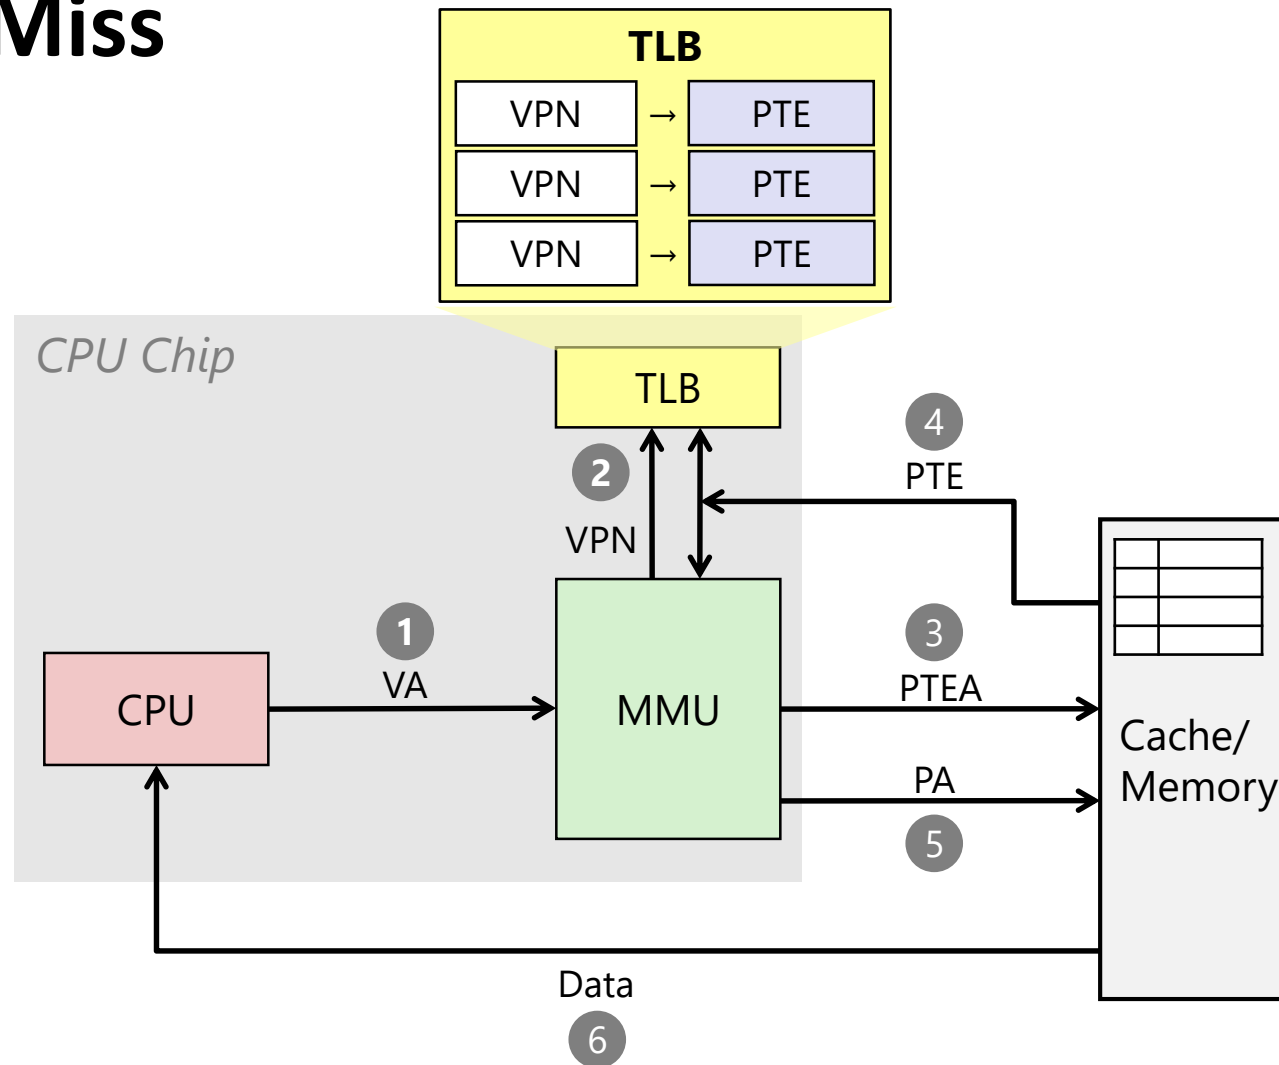 Miss
TLB
VPN → PTE
VPN → PTE
VPN → PTE
CPU Chip
TLB
4
PTE
2
VPN
1
VA
3
PTEA
CPU
MMU
Cache/
Memory
PA
5
Data
6